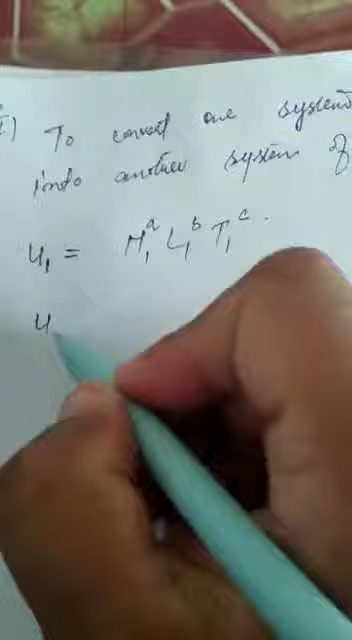 I) To convert one system
into another system of
u₁ = M₁ᵃ L₁ᵇ T₁ᶜ.
u